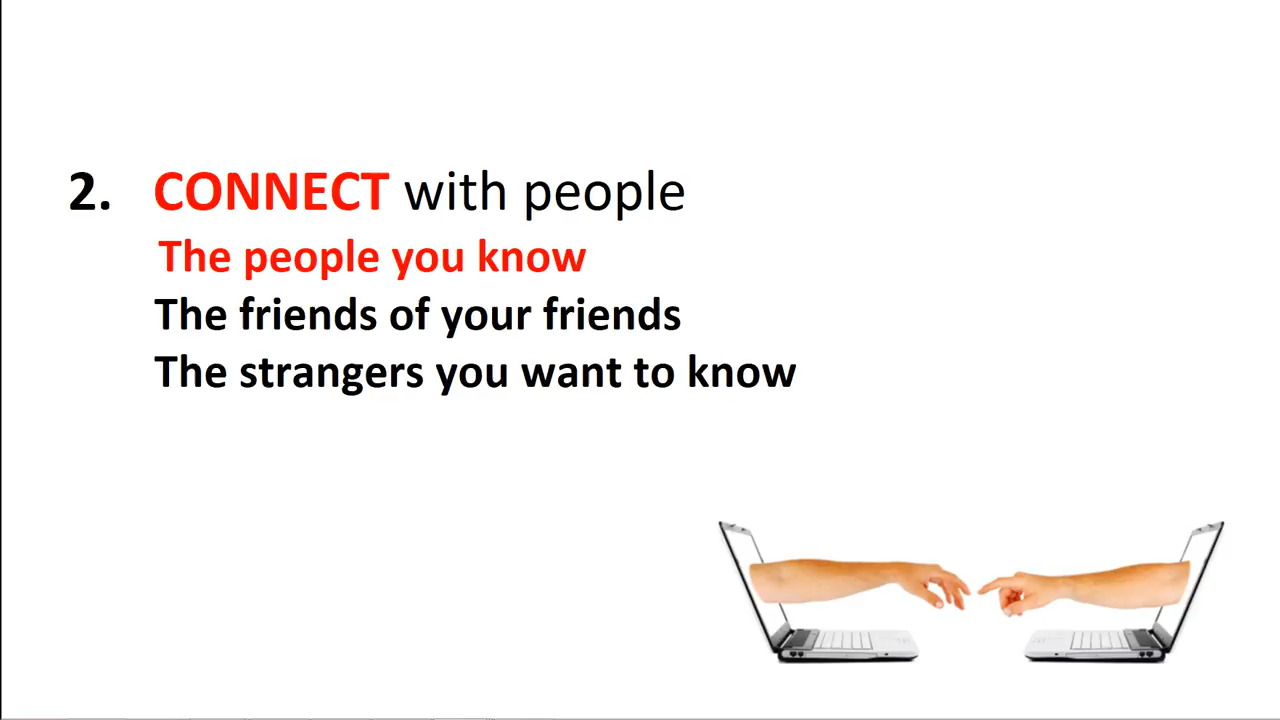 2. CONNECT with people
The people you know
The friends of your friends
The strangers you want to know